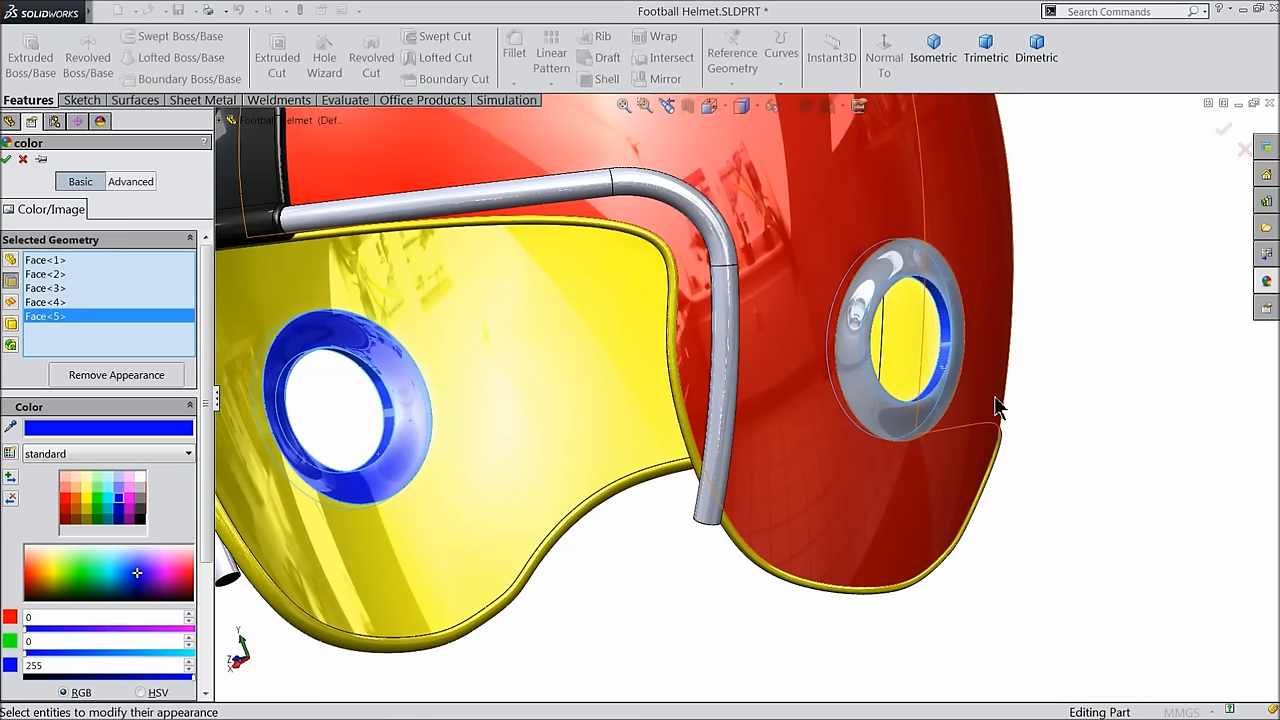 SOLIDWORKS
Football Helmet.SLDPRT *
Search Commands
Extruded Boss/Base
Revolved Boss/Base
Swept Boss/Base
Lofted Boss/Base
Boundary Boss/Base
Extruded Cut
Hole Wizard
Revolved Cut
Swept Cut
Lofted Cut
Boundary Cut
Fillet
Linear Pattern
Rib
Draft
Shell
Wrap
Intersect
Mirror
Reference Geometry
Curves
Instant3D
Normal To
Isometric
Trimetric
Dimetric
Features Sketch Surfaces Sheet Metal Weldments Evaluate Office Products Simulation
elmet (Def...
color ?
Basic Advanced
Color/Image
Selected Geometry
Face<1>
Face<2>
Face<3>
Face<4>
Face<5>
Remove Appearance
Color
standard
0
0
255
RGB HSV
Y
Z
X
Select entities to modify their appearance
Editing Part
MMGS